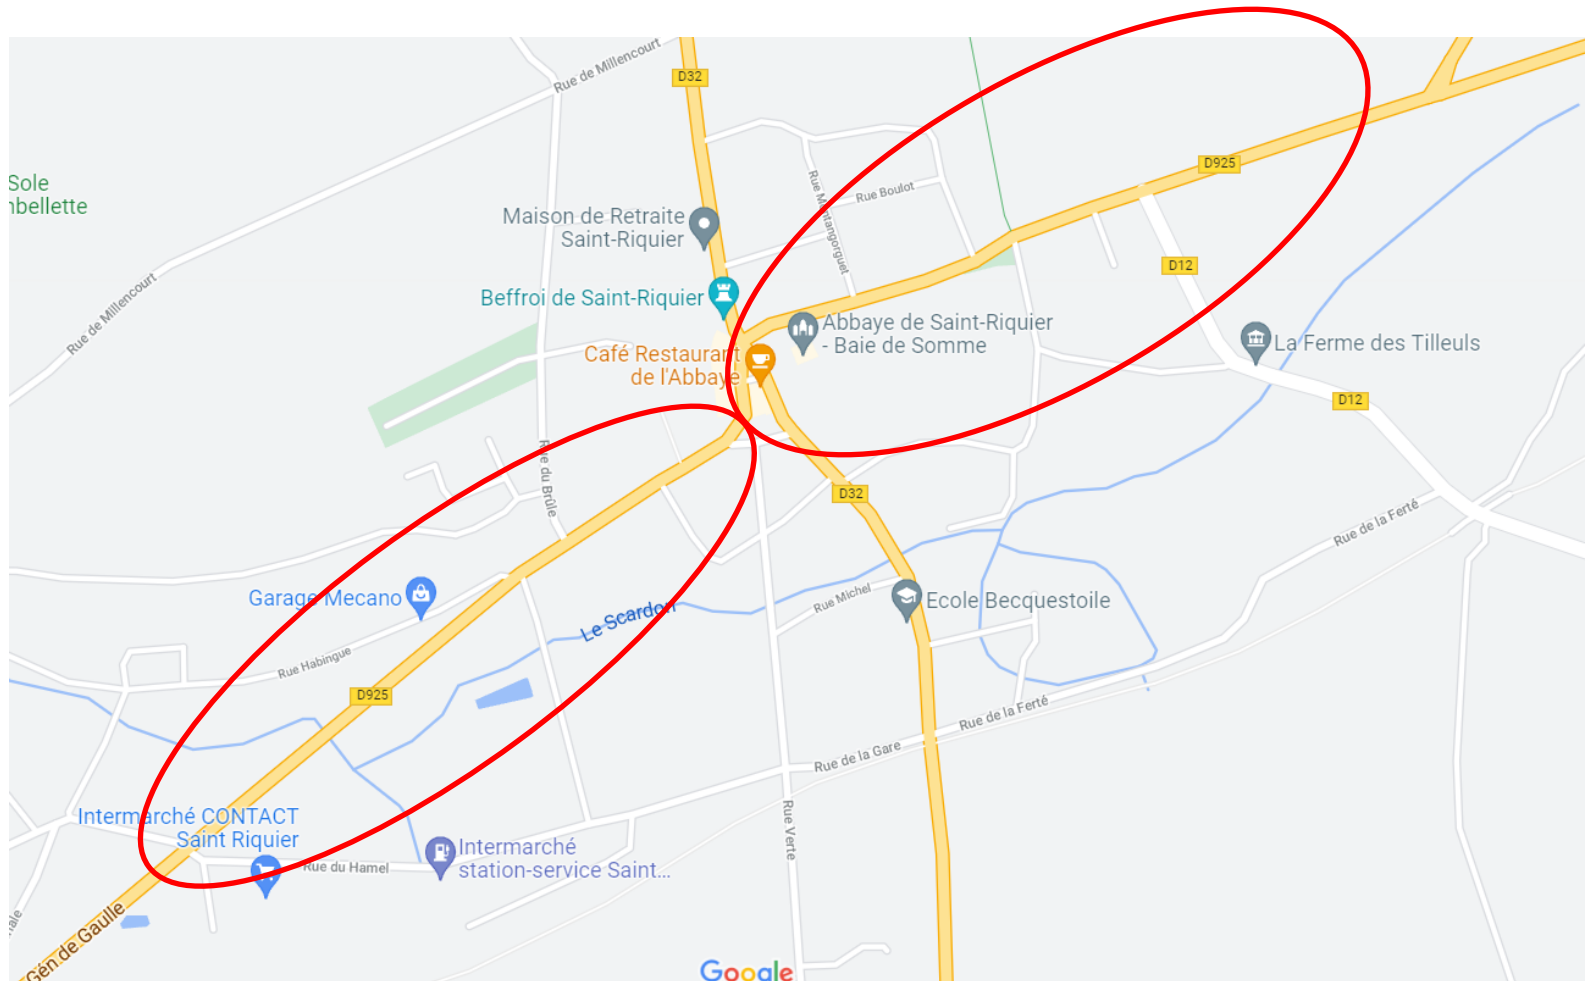 Rue de Millencourt
D32
D925
Sole
nbellette
Rue Boulot
Rue Mantangorguet
Maison de Retraite
Saint-Riquier
D12
Beffroi de Saint-Riquier
Rue de Millencourt
Abbaye de Saint-Riquier
- Baie de Somme
La Ferme des Tilleuls
Café Restaurant
de l'Abbaye
D12
Rue du Brûle
D32
Rue de la Ferté
Garage Mecano
Le Scardon
Rue Michel
Ecole Becquestoile
Rue Habingue
D925
Rue de la Ferté
Rue de la Gare
Intermarché CONTACT
Saint Riquier
Rue Verte
Intermarché
station-service Saint...
Rue du Hamel
ale
Gén de Gaulle
Google